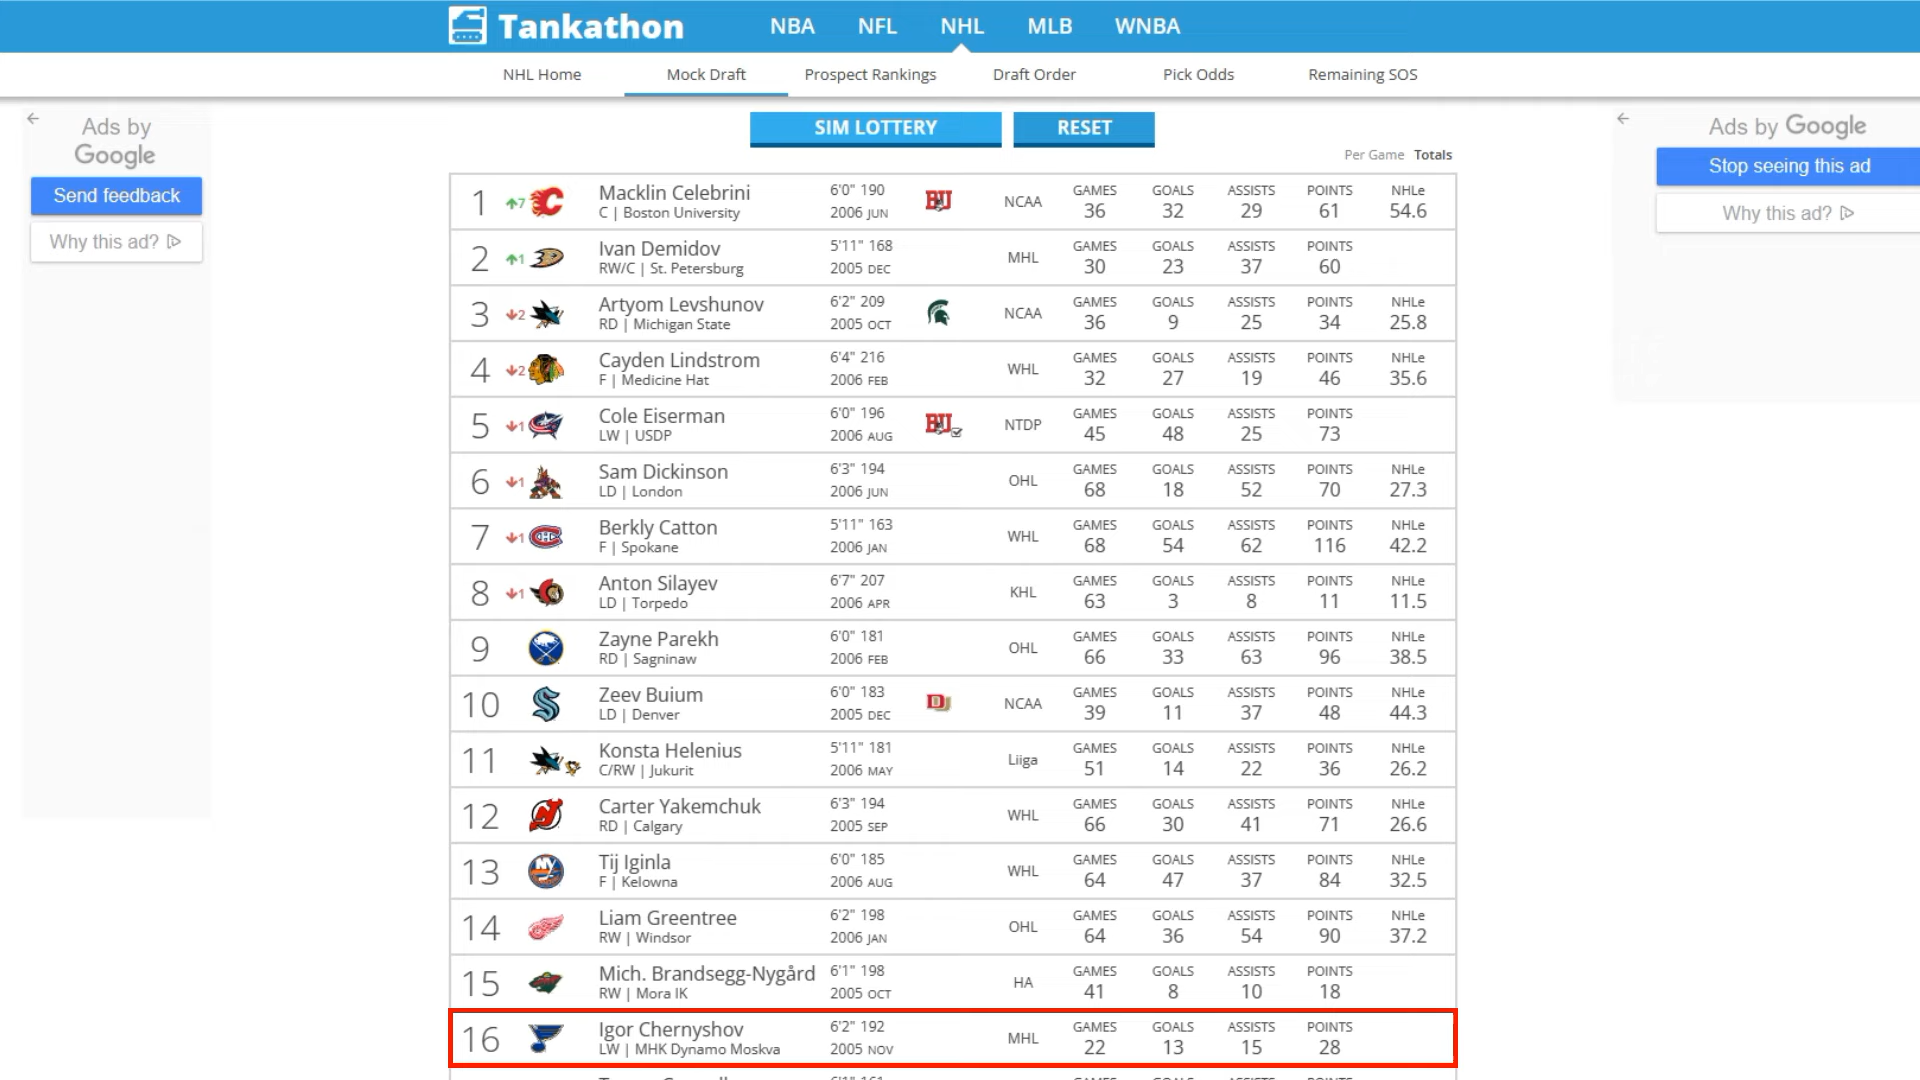 Tankathon NBA NFL NHL MLB WNBA
NHL Home Mock Draft Prospect Rankings Draft Order Pick Odds Remaining SOS
Ads by Google
Send feedback
Why this ad?
SIM LOTTERY RESET
Ads by Google
Stop seeing this ad
Why this ad?
Per Game Totals
1 7 Macklin Celebrini 6'0" 190 NCAA GAMES GOALS ASSISTS POINTS NHLe
C | Boston University 2006 JUN 36 32 29 61 54.6
2 1 Ivan Demidov 5'11" 168 MHL GAMES GOALS ASSISTS POINTS
RW/C | St. Petersburg 2005 DEC 30 23 37 60
3 2 Artyom Levshunov 6'2" 209 NCAA GAMES GOALS ASSISTS POINTS NHLe
RD | Michigan State 2005 OCT 36 9 25 34 25.8
4 2 Cayden Lindstrom 6'4" 216 WHL GAMES GOALS ASSISTS POINTS NHLe
F | Medicine Hat 2006 FEB 32 27 19 46 35.6
5 1 Cole Eiserman 6'0" 196 NTDP GAMES GOALS ASSISTS POINTS
LW | USDP 2006 AUG 45 48 25 73
6 1 Sam Dickinson 6'3" 194 OHL GAMES GOALS ASSISTS POINTS NHLe
LD | London 2006 JUN 68 18 52 70 27.3
7 1 Berkly Catton 5'11" 163 WHL GAMES GOALS ASSISTS POINTS NHLe
F | Spokane 2006 JAN 68 54 62 116 42.2
8 1 Anton Silayev 6'7" 207 KHL GAMES GOALS ASSISTS POINTS NHLe
LD | Torpedo 2006 APR 63 3 8 11 11.5
9 Zayne Parekh 6'0" 181 OHL GAMES GOALS ASSISTS POINTS NHLe
RD | Sagninaw 2006 FEB 66 33 63 96 38.5
10 Zeev Buium 6'0" 183 NCAA GAMES GOALS ASSISTS POINTS NHLe
LD | Denver 2005 DEC 39 11 37 48 44.3
11 Konsta Helenius 5'11" 181 Liiga GAMES GOALS ASSISTS POINTS NHLe
C/RW | Jukurit 2006 MAY 51 14 22 36 26.2
12 Carter Yakemchuk 6'3" 194 WHL GAMES GOALS ASSISTS POINTS NHLe
RD | Calgary 2005 SEP 66 30 41 71 26.6
13 Tij Iginla 6'0" 185 WHL GAMES GOALS ASSISTS POINTS NHLe
F | Kelowna 2006 AUG 64 47 37 84 32.5
14 Liam Greentree 6'2" 198 OHL GAMES GOALS ASSISTS POINTS NHLe
RW | Windsor 2006 JAN 64 36 54 90 37.2
15 Mich. Brandsegg-Nygård 6'1" 198 HA GAMES GOALS ASSISTS POINTS
RW | Mora IK 2005 OCT 41 8 10 18
16 Igor Chernyshov 6'2" 192 MHL GAMES GOALS ASSISTS POINTS
LW | MHK Dynamo Moskva 2005 NOV 22 13 15 28